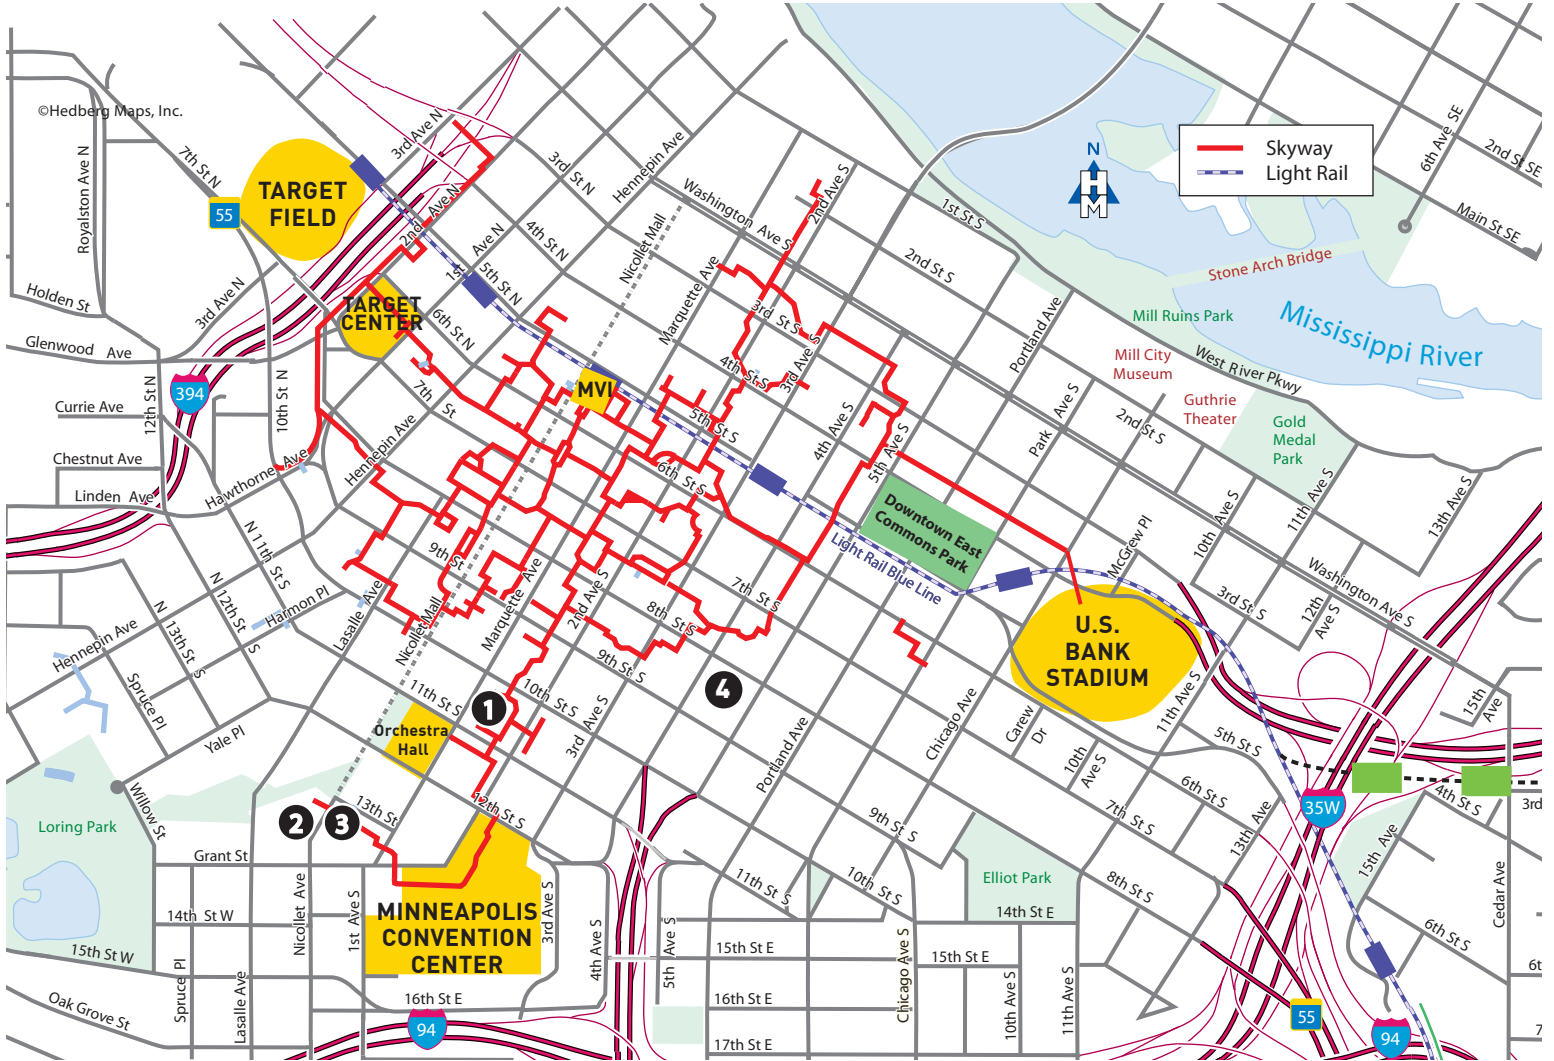 ©Hedberg Maps, Inc.
Royalston Ave N
7th St N
55
TARGET
FIELD
3rd Ave N
2nd Ave N
1st Ave N
5th St N
4th St N
3rd St N
Hennepin Ave
Nicollet Mall
Washington Ave S
2nd Ave S
1st St S
2nd St S
N
H
M
Skyway
Light Rail
6th Ave SE
2nd St SE
Main St SE
Stone Arch Bridge
Mississippi River
Mill Ruins Park
West River Pkwy
Mill City
Museum
Guthrie
Theater
Gold
Medal
Park
Holden St
3rd Ave N
Glenwood Ave
394
12th St N
10th St N
Currie Ave
Chestnut Ave
Linden Ave
Hawthorne Ave
TARGET
CENTER
6th St N
7th St
Hennepin Ave
MVI
Marquette Ave
3rd St S
4th St S
3rd Ave S
5th St S
6th St S
4th Ave S
5th Ave S
Portland Ave
Park Ave S
2nd St S
11th Ave S
10th Ave S
13th Ave S
McGrew Pl
Washington Ave S
3rd St S
12th
Ave S
Downtown East
Commons Park
Light Rail Blue Line
U.S.
BANK
STADIUM
N 11th St S
N 12th St S
N 13th St S
Harmon Pl
Hennepin Ave
Spruce Pl
Yale Pl
Lasalle Ave
9th St
Nicollet Mall
Marquette Ave
2nd Ave S
7th St S
8th St S
9th St S
10th St S
11th St S
3rd Ave S
1
4
Orchestra
Hall
12th St S
13th St
2
3
Portland Ave
Chicago Ave
Carew
Dr
10th
Ave S
11th Ave S
5th St S
15th
Ave
6th St S
7th St S
13th Ave
35W
4th St S
3rd
15th Ave
Cedar Ave
6th St S
8th St S
9th St S
10th St S
11th St S
Elliot Park
14th St E
Willow St
Loring Park
Grant St
14th St W
15th St W
Spruce Pl
Lasalle Ave
Nicollet Ave
1st Ave S
Oak Grove St
MINNEAPOLIS
CONVENTION
CENTER
3rd Ave S
4th Ave S
5th Ave S
15th St E
15th St E
16th St E
16th St E
17th St E
Chicago Ave S
10th Ave S
11th Ave S
94
55
94
6t
7